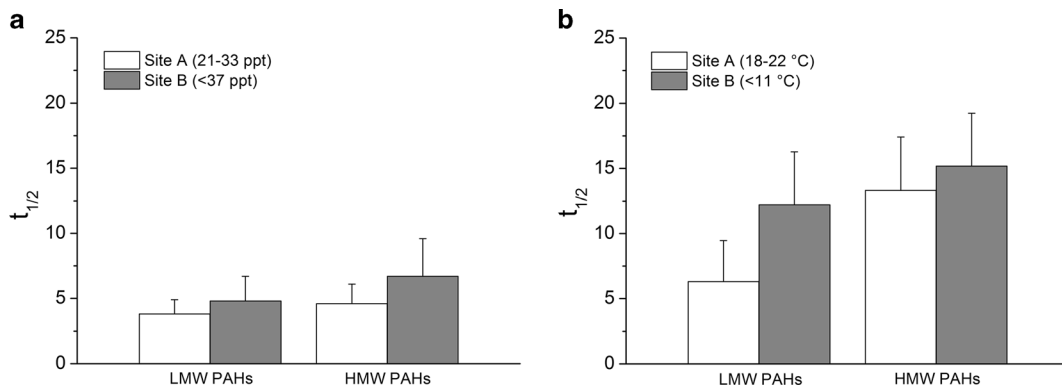 a
25
20
15
10
5
0
t1/2
Site A (21-33 ppt)
Site B (<37 ppt)
LMW PAHs
HMW PAHs
b
25
20
15
10
5
0
t1/2
Site A (18-22 °C)
Site B (<11 °C)
LMW PAHs
HMW PAHs